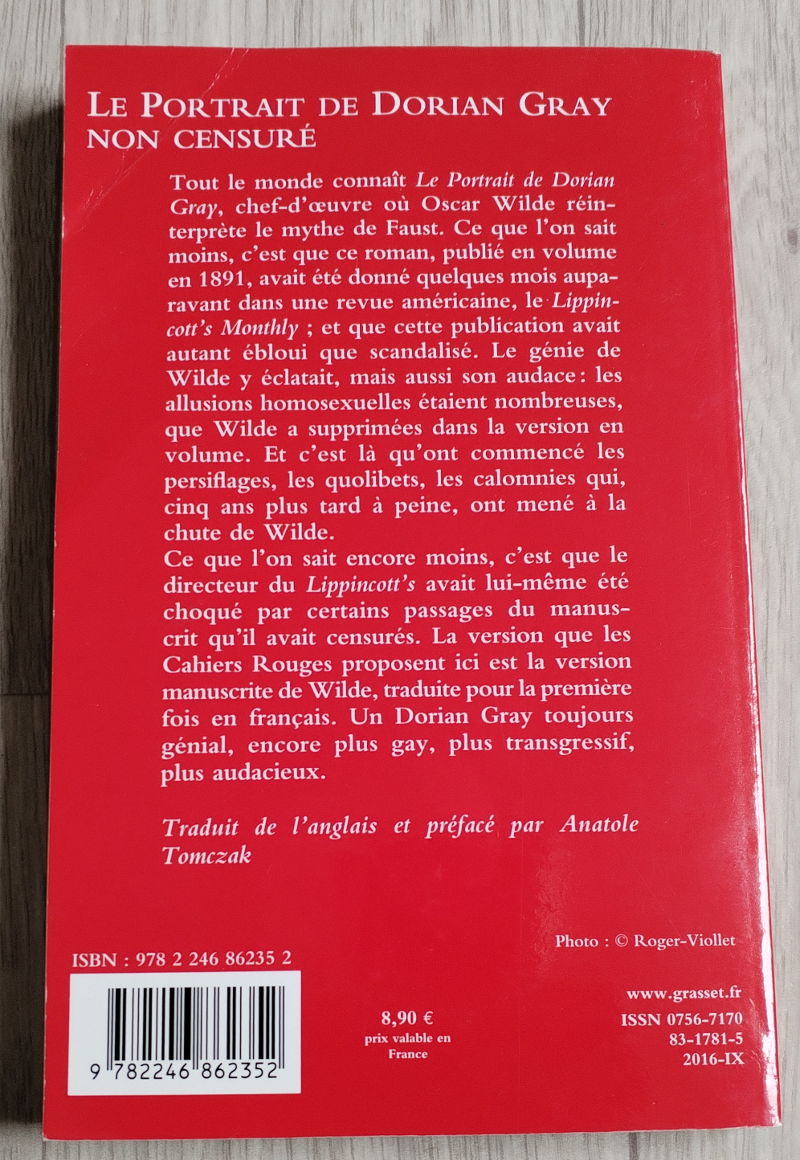 LE PORTRAIT DE DORIAN GRAY
NON CENSURÉ
Tout le monde connaît Le Portrait de Dorian
Gray, chef-d'œuvre où Oscar Wilde réin-
terprète le mythe de Faust. Ce que l'on sait
moins, c'est que ce roman, publié en volume
en 1891, avait été donné quelques mois aupa-
ravant dans une revue américaine, le Lippin-
cott's Monthly ; et que cette publication avait
autant ébloui que scandalisé. Le génie de
Wilde y éclatait, mais aussi son audace : les
allusions homosexuelles étaient nombreuses,
que Wilde a supprimées dans la version en
volume. Et c'est là qu'ont commencé les
persiflages, les quolibets, les calomnies qui,
cinq ans plus tard à peine, ont mené à la
chute de Wilde.
Ce que l'on sait encore moins, c'est que le
directeur du Lippincott's avait lui-même été
choqué par certains passages du manus-
crit qu'il avait censurés. La version que les
Cahiers Rouges proposent ici est la version
manuscrite de Wilde, traduite pour la première
fois en français. Un Dorian Gray toujours
génial, encore plus gay, plus transgressif,
plus audacieux.
Traduit de l'anglais et préfacé par Anatole
Tomczak
Photo : © Roger-Viollet
ISBN : 978 2 246 86235 2
9 782246 862352
8,90 €
prix valable en
France
www.grasset.fr
ISSN 0756-7170
83-1781-5
2016-IX